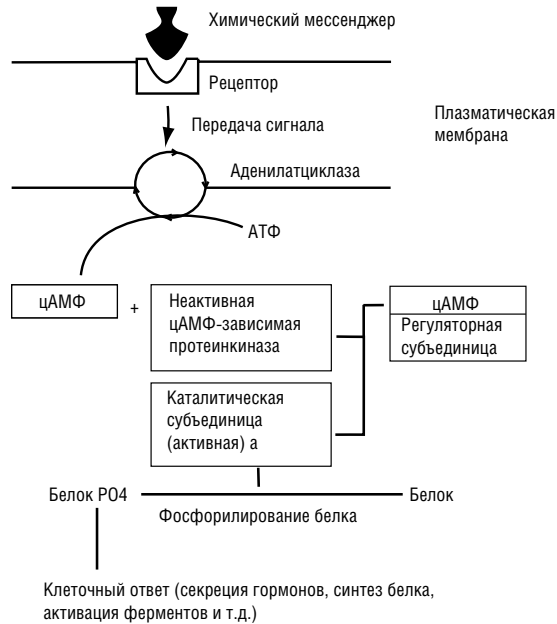 Химический мессенджер
Рецептор
Передача сигнала
Плазматическая
мембрана
Аденилатциклаза
АТФ
цАМФ
+
Неактивная
цАМФ-зависимая
протеинкиназа
цАМФ
Регуляторная
субъединица
Каталитическая
субъединица
(активная) а
Белок РО4
Белок
Фосфорилирование белка
Клеточный ответ (секреция гормонов, синтез белка,
активация ферментов и т.д.)